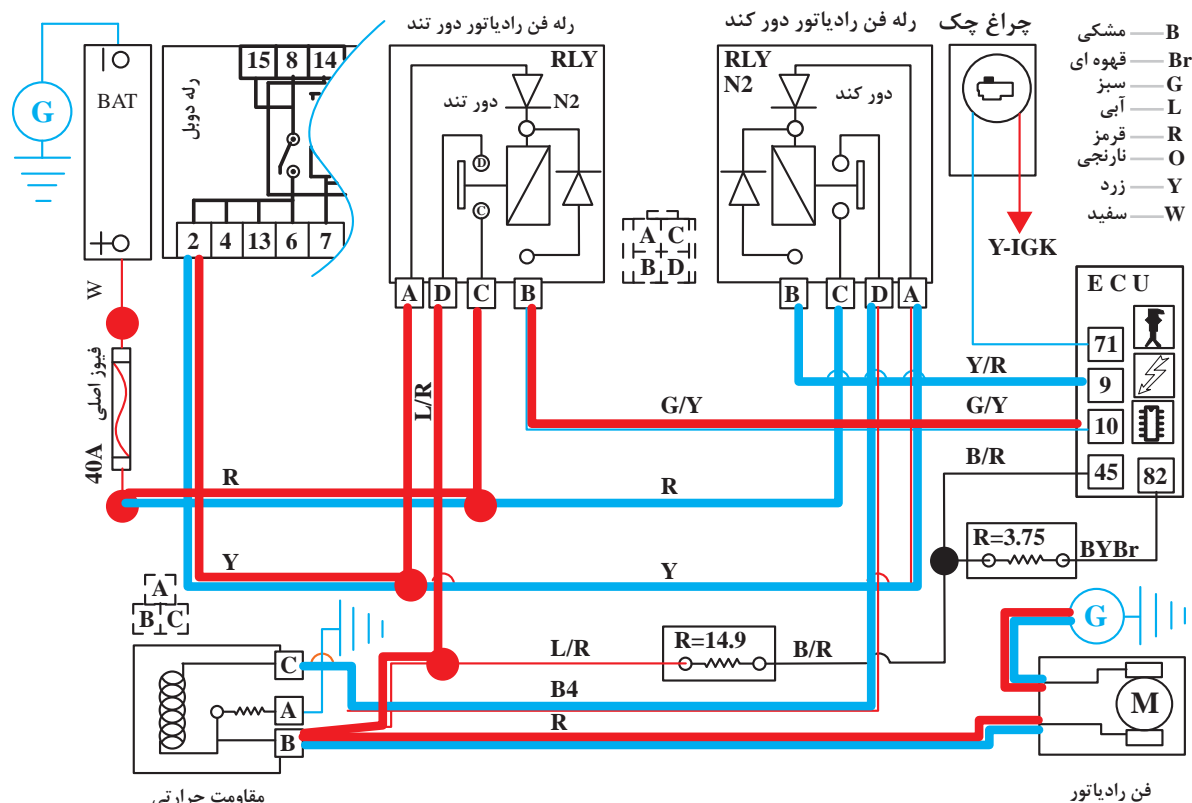 رله فن رادیاتور دور تند
رله فن رادیاتور دور کند
چراغ چک
B
مشکی
Br
قهوه ای
G
سبز
L
آبی
R
قرمز
O
نارنجی
Y
زرد
W
سفید
G
BAT
رله دوبل
15 8 14
2 4 13 6 7
RLY
N2
دور تند
D
C
A D C B
A C
B D
RLY
N2
دور کند
B C D A
Y-IGK
E C U
71
9
10
45
82
W
فیوز اصلی
40A
L/R
Y/R
G/Y
G/Y
B/R
R
R
R=3.75
BYBr
Y
Y
A
B C
G
C
A
B
L/R
R=14.9
B/R
B4
R
M
مقاومت حرارتی
فن رادیاتور